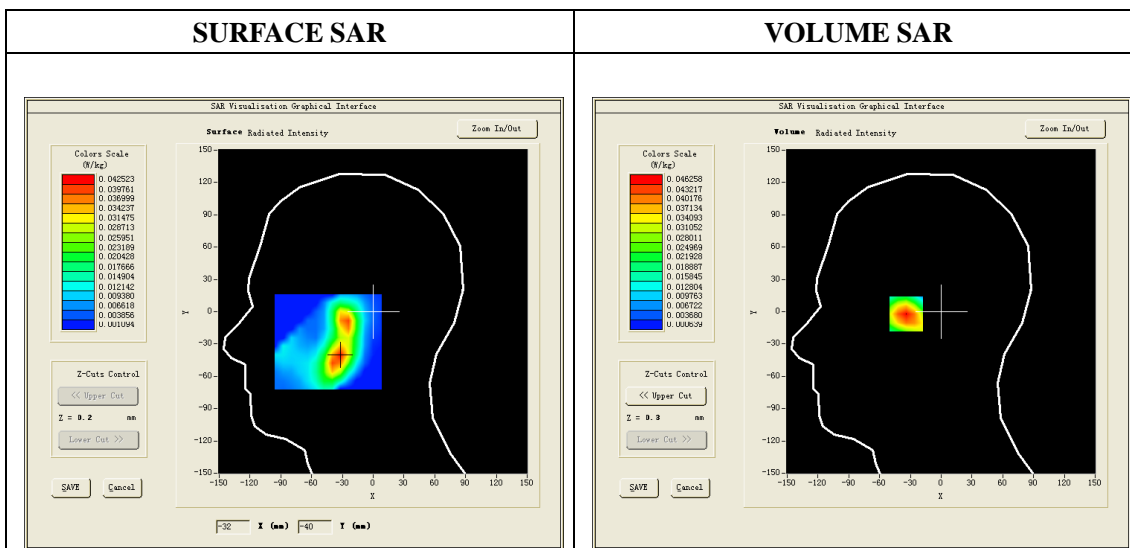 SURFACE SAR
VOLUME SAR
SAR Visualisation Graphical Interface
Surface Radiated Intensity
Zoom In/Out
Colors Scale
(W/kg)
0.042523
0.039761
0.036999
0.034237
0.031475
0.028713
0.025951
0.023189
0.020428
0.017666
0.014904
0.012142
0.009380
0.006618
0.003856
0.001094
150
120
90
60
30
0
-30
-60
-90
-120
-150
Y
-150 -120 -90 -60 -30 0 30 60 90 120 150
X
Z-Cuts Control
<< Upper Cut
Z = 0.2 mm
Lower Cut >>
SAVE Cancel
-32 X (mm) -40 Y (mm)
SAR Visualisation Graphical Interface
Volume Radiated Intensity
Zoom In/Out
Colors Scale
(W/kg)
0.046258
0.043217
0.040176
0.037134
0.034093
0.031052
0.028011
0.024969
0.021928
0.018887
0.015845
0.012804
0.009763
0.006722
0.003680
0.000639
150
120
90
60
30
0
-30
-60
-90
-120
-150
Y
-150 -120 -90 -60 -30 0 30 60 90 120 150
X
Z-Cuts Control
<< Upper Cut
Z = 0.3 mm
Lower Cut >>
SAVE Cancel